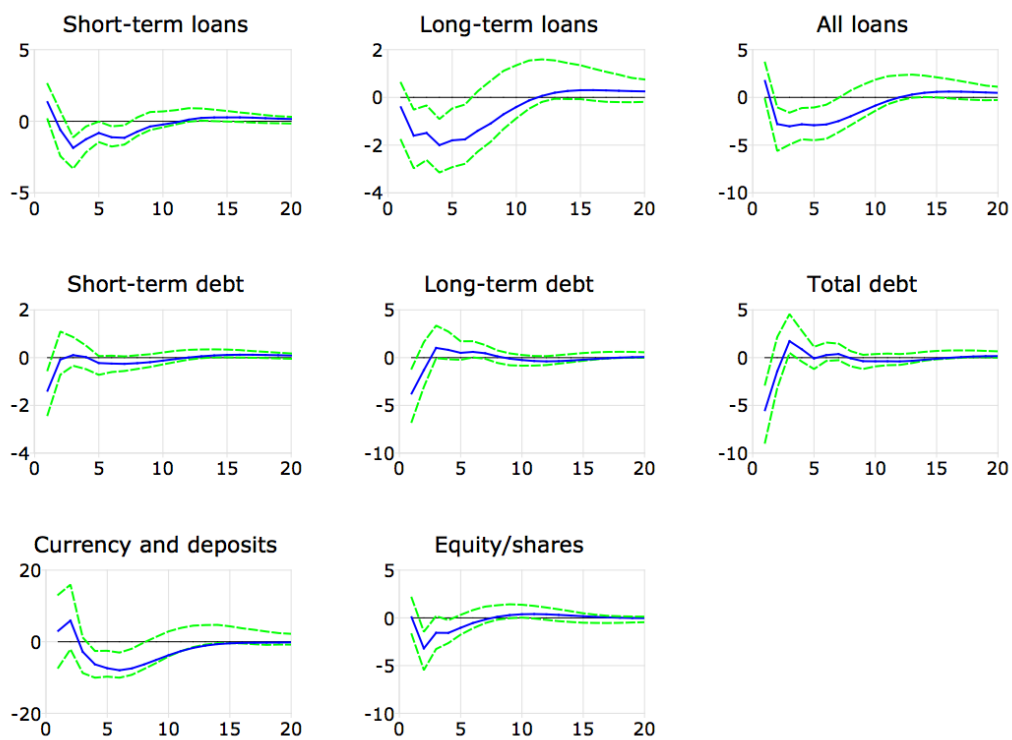 Short-term loans Long-term loans All loans
5 2 5
0 0 0
-2 -5
-5 -4 -10
0 5 10 15 20 0 5 10 15 20 0 5 10 15 20
Short-term debt Long-term debt Total debt
2 5 5
0 0 0
-2 -5 -5
-4 -10 -10
0 5 10 15 20 0 5 10 15 20 0 5 10 15 20
Currency and deposits Equity/shares
20 5
0 0
-5
-20 -10
0 5 10 15 20 0 5 10 15 20